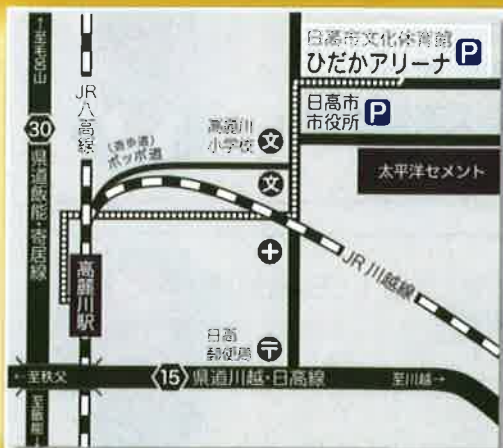 ↑至毛呂山
JR八高線
30
県道飯能・寄居線
日高市文化体育館
ひだかアリーナ P
日高市
市役所 P
高麗川
小学校 文
(遊歩道)
ポッポ道
文
太平洋セメント
高麗川駅
JR川越線
日高
郵便局 〒
←至秩父
15 県道川越・日高線
至川越→
至飯能↓